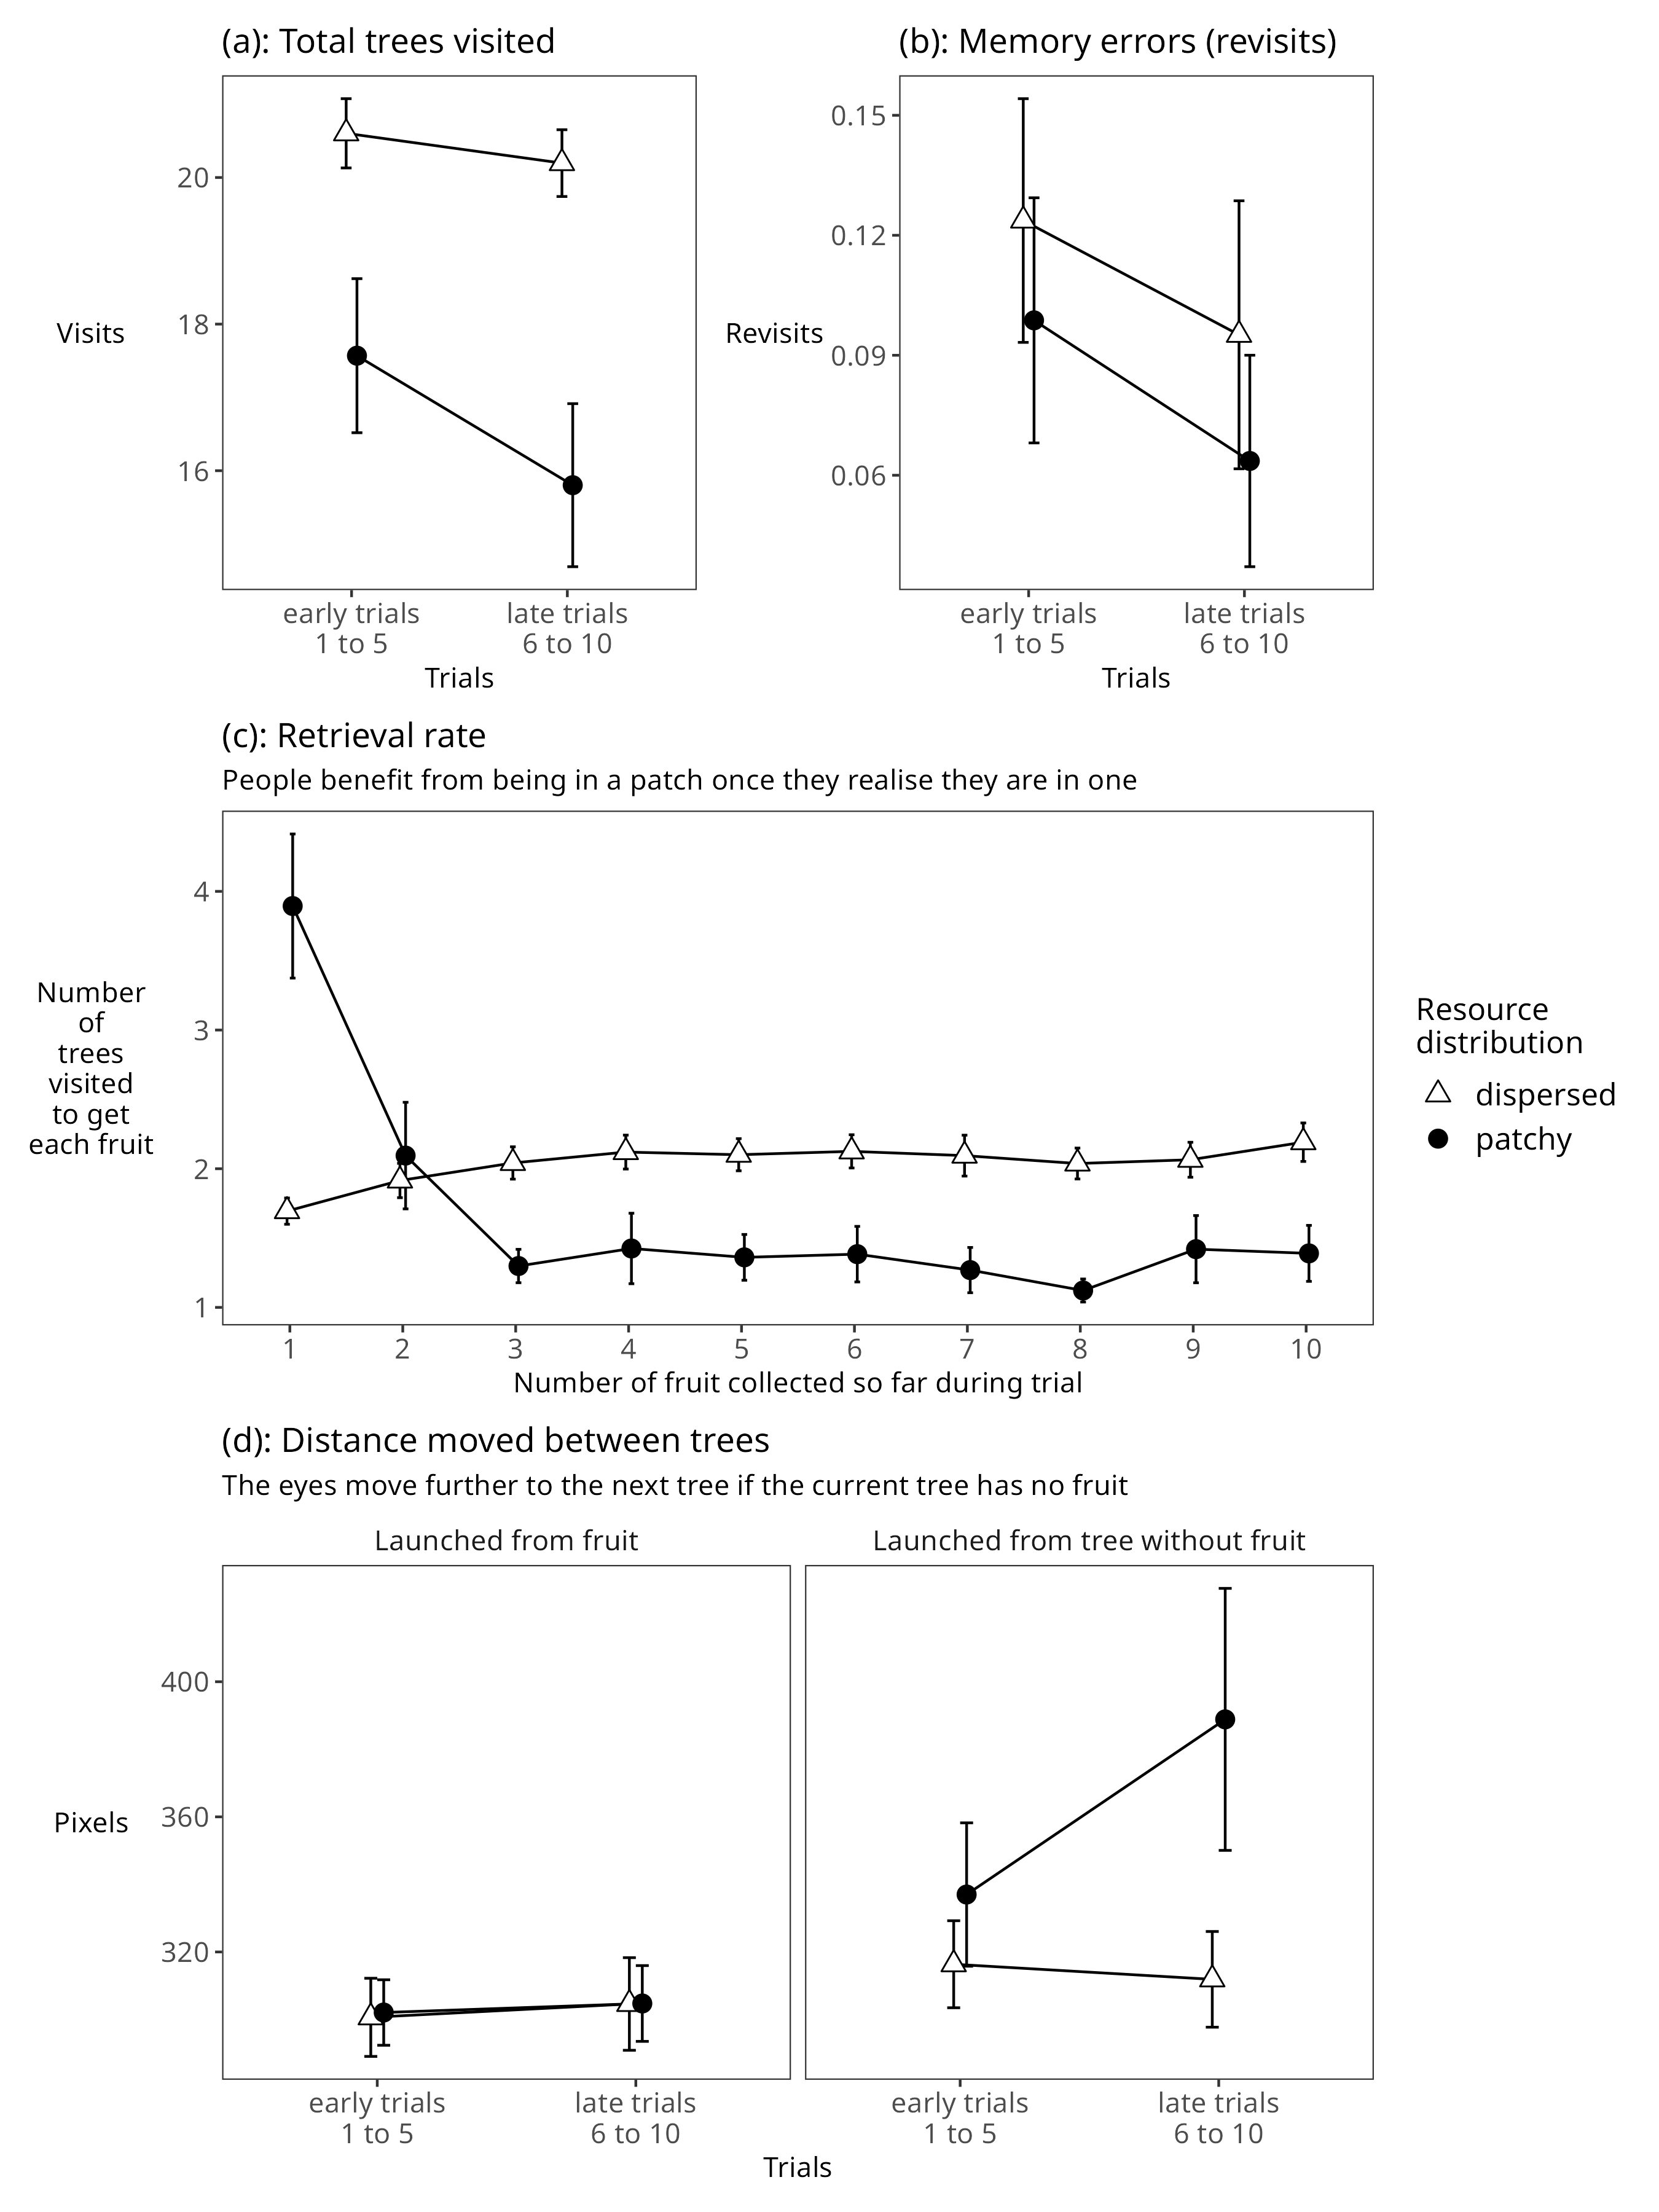 (a): Total trees visited
Visits
20
18
16
early trials
1 to 5
late trials
6 to 10
Trials
(b): Memory errors (revisits)
Revisits
0.15
0.12
0.09
0.06
early trials
1 to 5
late trials
6 to 10
Trials
(c): Retrieval rate
People benefit from being in a patch once they realise they are in one
Number
of
trees
visited
to get
each fruit
4
3
2
1
1 2 3 4 5 6 7 8 9 10
Number of fruit collected so far during trial
Resource
distribution
dispersed
patchy
(d): Distance moved between trees
The eyes move further to the next tree if the current tree has no fruit
Launched from fruit
Launched from tree without fruit
Pixels
400
360
320
early trials
1 to 5
late trials
6 to 10
early trials
1 to 5
late trials
6 to 10
Trials